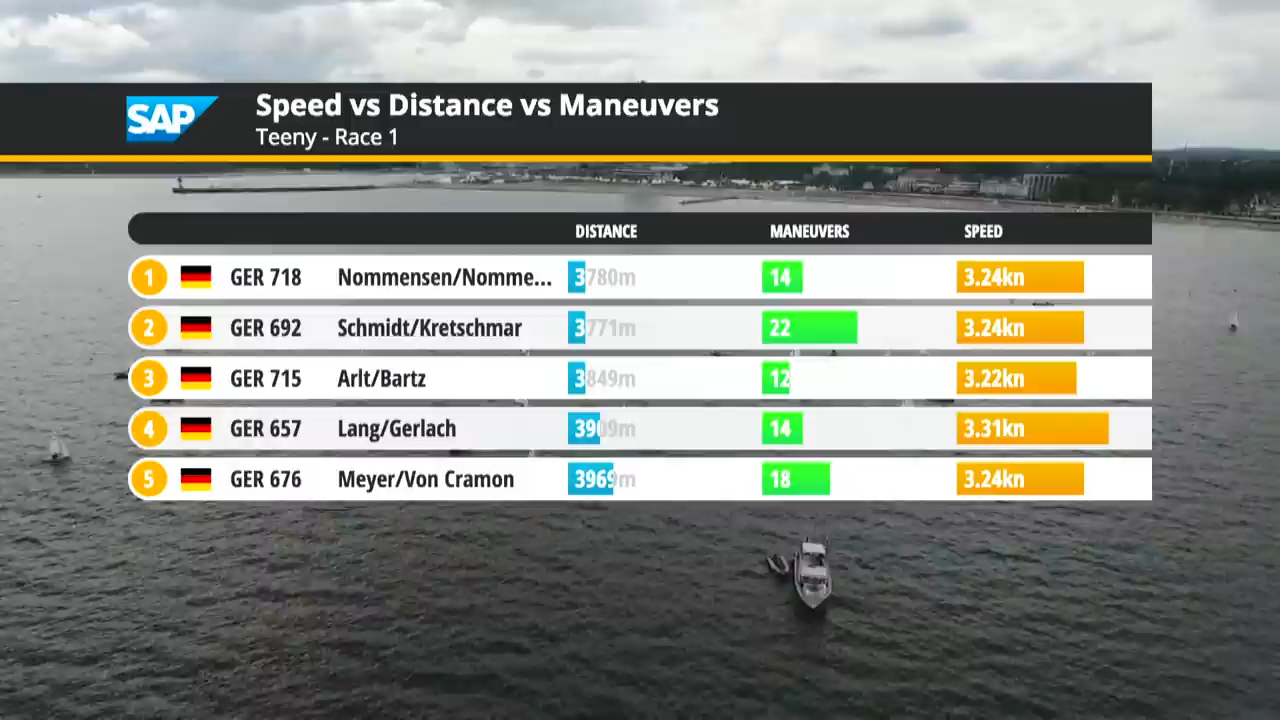 SAP
Speed vs Distance vs Maneuvers
Teeny - Race 1
DISTANCE MANEUVERS SPEED
1 GER 718 Nommensen/Nomme... 3780m 14 3.24kn
2 GER 692 Schmidt/Kretschmar 3771m 22 3.24kn
3 GER 715 Arlt/Bartz 3849m 12 3.22kn
4 GER 657 Lang/Gerlach 3909m 14 3.31kn
5 GER 676 Meyer/Von Cramon 3969m 18 3.24kn